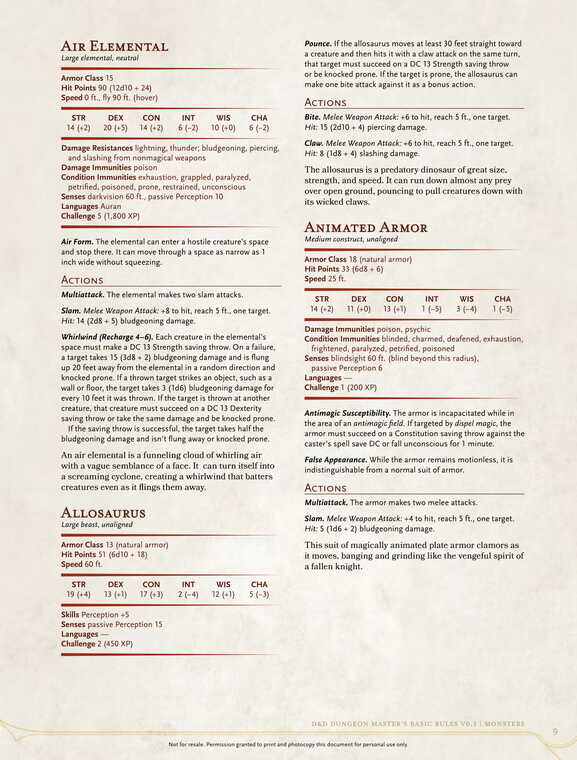 AIR ELEMENTAL
Large elemental, neutral
Armor Class 15
Hit Points 90 (12d10 + 24)
Speed 0 ft., fly 90 ft. (hover)
STR DEX CON INT WIS CHA
14 (+2) 20 (+5) 14 (+2) 6 (−2) 10 (+0) 6 (−2)
Damage Resistances lightning, thunder; bludgeoning, piercing,
and slashing from nonmagical weapons
Damage Immunities poison
Condition Immunities exhaustion, grappled, paralyzed,
petrified, poisoned, prone, restrained, unconscious
Senses darkvision 60 ft., passive Perception 10
Languages Auran
Challenge 5 (1,800 XP)
Air Form. The elemental can enter a hostile creature's space
and stop there. It can move through a space as narrow as 1
inch wide without squeezing.
ACTIONS
Multiattack. The elemental makes two slam attacks.
Slam. Melee Weapon Attack: +8 to hit, reach 5 ft., one target.
Hit: 14 (2d8 + 5) bludgeoning damage.
Whirlwind (Recharge 4–6). Each creature in the elemental's
space must make a DC 13 Strength saving throw. On a failure,
a target takes 15 (3d8 + 2) bludgeoning damage and is flung
up 20 feet away from the elemental in a random direction and
knocked prone. If a thrown target strikes an object, such as a
wall or floor, the target takes 3 (1d6) bludgeoning damage for
every 10 feet it was thrown. If the target is thrown at another
creature, that creature must succeed on a DC 13 Dexterity
saving throw or take the same damage and be knocked prone.
If the saving throw is successful, the target takes half the
bludgeoning damage and isn't flung away or knocked prone.
An air elemental is a funneling cloud of whirling air
with a vague semblance of a face. It can turn itself into
a screaming cyclone, creating a whirlwind that batters
creatures even as it flings them away.
ALLOSAURUS
Large beast, unaligned
Armor Class 13 (natural armor)
Hit Points 51 (6d10 + 18)
Speed 60 ft.
STR DEX CON INT WIS CHA
19 (+4) 13 (+1) 17 (+3) 2 (−4) 12 (+1) 5 (−3)
Skills Perception +5
Senses passive Perception 15
Languages —
Challenge 2 (450 XP)
Pounce. If the allosaurus moves at least 30 feet straight toward
a creature and then hits it with a claw attack on the same turn,
that target must succeed on a DC 13 Strength saving throw
or be knocked prone. If the target is prone, the allosaurus can
make one bite attack against it as a bonus action.
ACTIONS
Bite. Melee Weapon Attack: +6 to hit, reach 5 ft., one target.
Hit: 15 (2d10 + 4) piercing damage.
Claw. Melee Weapon Attack: +6 to hit, reach 5 ft., one target.
Hit: 8 (1d8 + 4) slashing damage.
The allosaurus is a predatory dinosaur of great size,
strength, and speed. It can run down almost any prey
over open ground, pouncing to pull creatures down with
its wicked claws.
ANIMATED ARMOR
Medium construct, unaligned
Armor Class 18 (natural armor)
Hit Points 33 (6d8 + 6)
Speed 25 ft.
STR DEX CON INT WIS CHA
14 (+2) 11 (+0) 13 (+1) 1 (−5) 3 (−4) 1 (−5)
Damage Immunities poison, psychic
Condition Immunities blinded, charmed, deafened, exhaustion,
frightened, paralyzed, petrified, poisoned
Senses blindsight 60 ft. (blind beyond this radius),
passive Perception 6
Languages —
Challenge 1 (200 XP)
Antimagic Susceptibility. The armor is incapacitated while in
the area of an antimagic field. If targeted by dispel magic, the
armor must succeed on a Constitution saving throw against the
caster's spell save DC or fall unconscious for 1 minute.
False Appearance. While the armor remains motionless, it is
indistinguishable from a normal suit of armor.
ACTIONS
Multiattack. The armor makes two melee attacks.
Slam. Melee Weapon Attack: +4 to hit, reach 5 ft., one target.
Hit: 5 (1d6 + 2) bludgeoning damage.
This suit of magically animated plate armor clamors as
it moves, banging and grinding like the vengeful spirit of
a fallen knight.
D&D DUNGEON MASTER'S BASIC RULES V0.3 | MONSTERS
9
Not for resale. Permission granted to print and photocopy this document for personal use only.